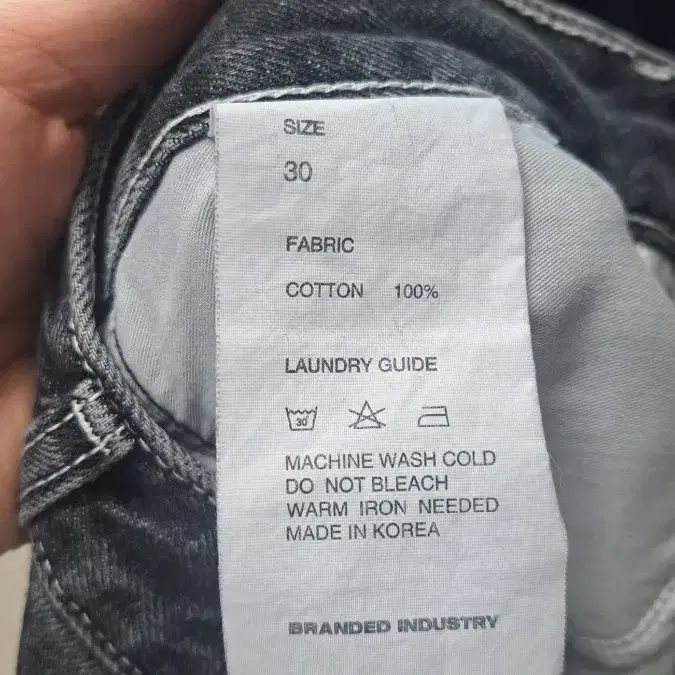 SIZE
30
FABRIC
COTTON 100%
LAUNDRY GUIDE
30
MACHINE WASH COLD
DO NOT BLEACH
WARM IRON NEEDED
MADE IN KOREA
BRANDED INDUSTRY